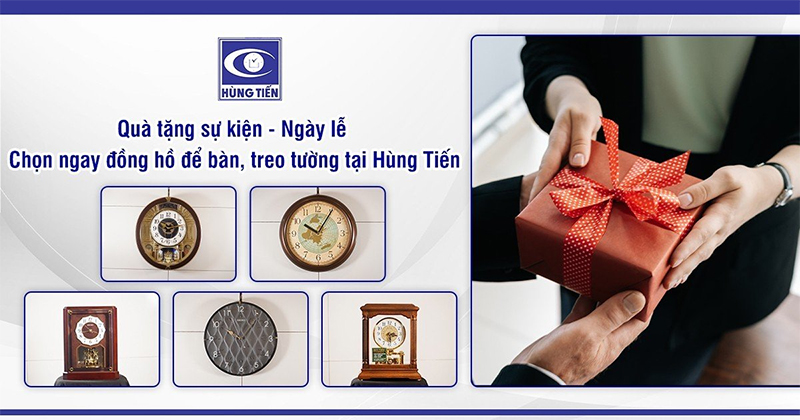 HÙNG TIẾN
Quà tặng sự kiện - Ngày lễ
Chọn ngay đồng hồ để bàn, treo tường tại Hùng Tiến